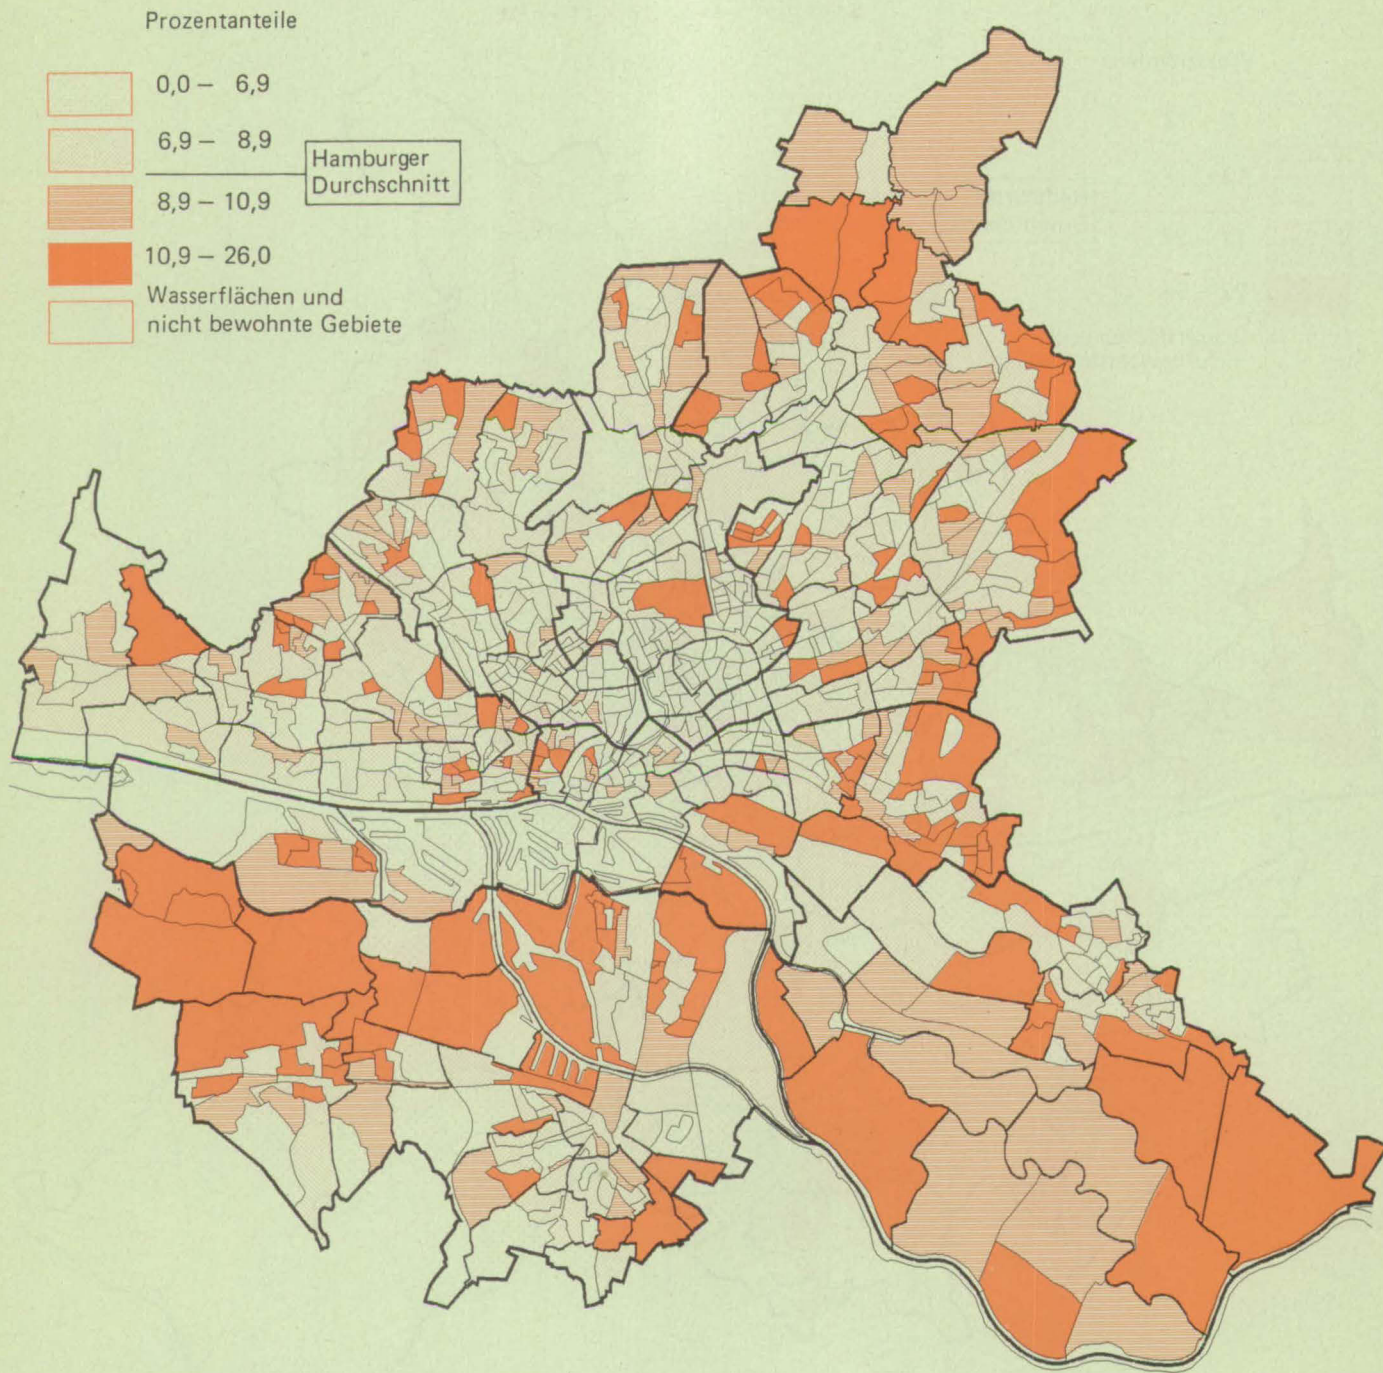 Prozentanteile
0,0 – 6,9
6,9 – 8,9
Hamburger
Durchschnitt
8,9 – 10,9
10,9 – 26,0
Wasserflächen und
nicht bewohnte Gebiete